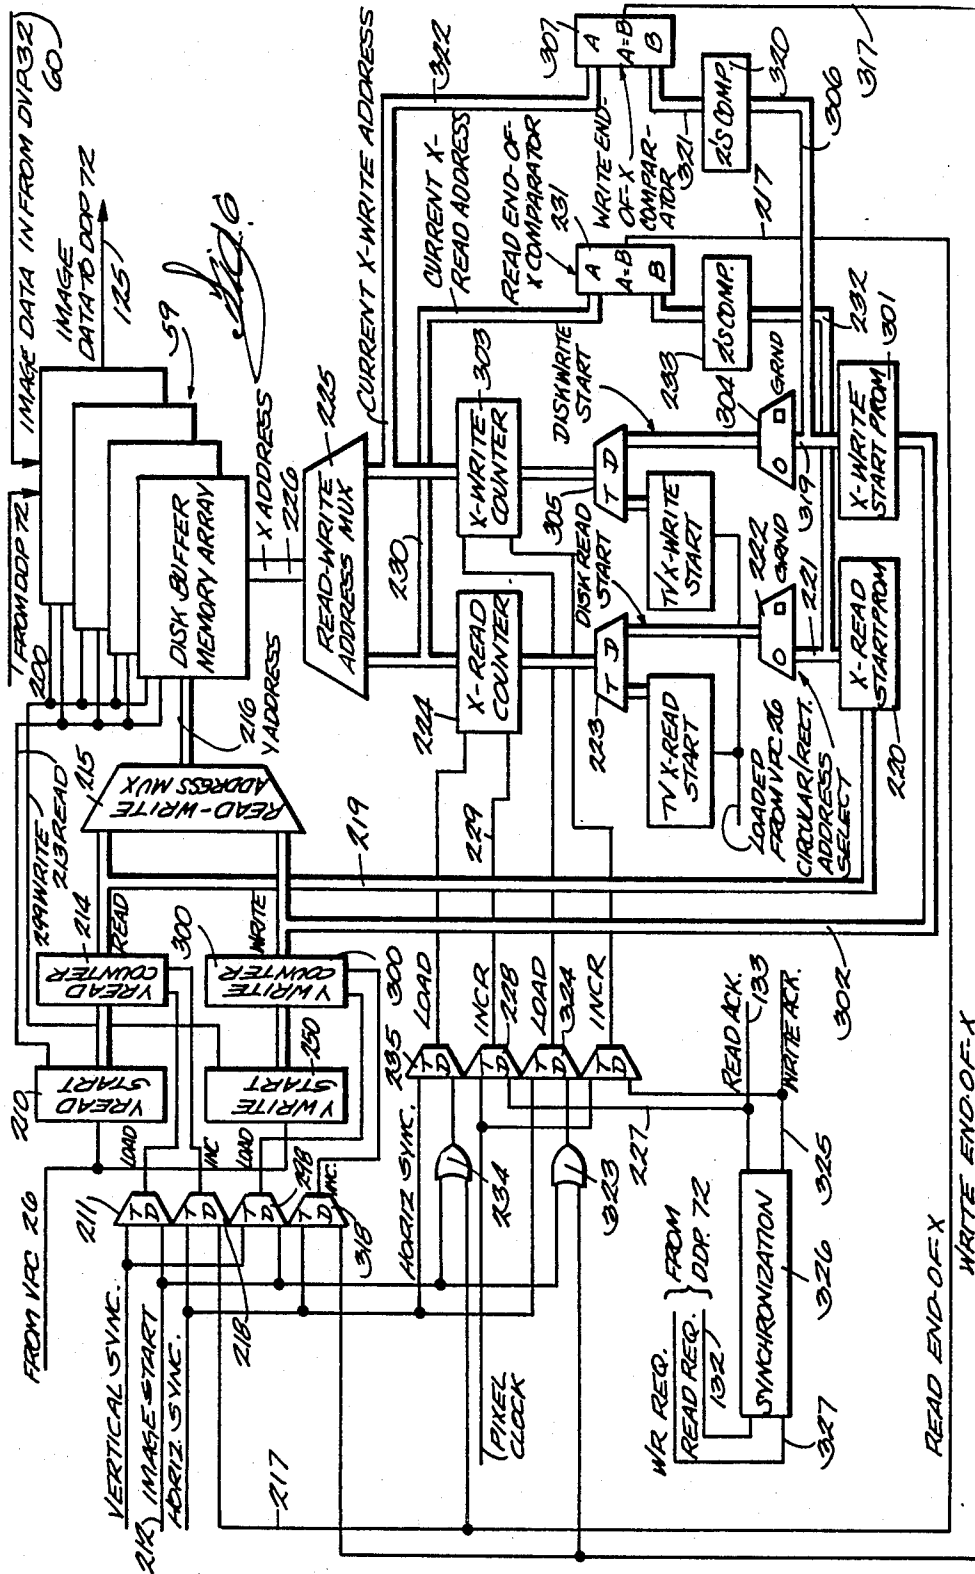 IMAGE DATA IN FROM DVP 32
60
FROM DDP 72
IMAGE
DATA TO DDP 72
125
59
200
DISK BUFFER
MEMORY ARRAY
X ADDRESS
226
216
Y ADDRESS
READ-WRITE
ADDRESS MUX
225
READ-WRITE
ADDRESS MUX
215
299 WRITE
213 READ
CURRENT X-WRITE ADDRESS
322
CURRENT X-
READ ADDRESS
230
READ END-OF-
X COMPARATOR
231
A
A=B
B
WRITE END-
OF-X
COMPAR-
ATOR
307
A
A=B
B
317
320
2'S COMP.
321
306
217
2'S COMP.
232
X-WRITE
COUNTER
303
X-READ
COUNTER
224
DISK WRITE
START
233
305
T D
TV X-WRITE
START
DISK READ
START
223
T D
TV X-READ
START
304
O
GRND
319
222
O
GRND
221
X-WRITE
START PROM
301
X-READ
START PROM
220
LOADED
FROM VPC 26
CIRCULAR/RECT.
ADDRESS
SELECT
219
229
302
214
Y READ
COUNTER
READ
300
Y WRITE
COUNTER
WRITE
300
210
Y READ
START
250
Y WRITE
START
FROM VPC 26
LOAD
INC
LOAD
INC.
211
T D
T D
T D
T D
298
318
218
VERTICAL SYNC.
212
IMAGE START
HORIZ. SYNC.
217
235
LOAD
INCR
228
LOAD
324
INCR
T D
T D
T D
T D
HORIZ SYNC.
234
323
227
PIXEL
CLOCK
READ ACK.
133
WRITE ACK.
325
WR REQ.
READ REQ.
FROM
DDP. 72
132
SYNCHRONIZATION
326
327
READ END-OF-X
WRITE END-OF-X